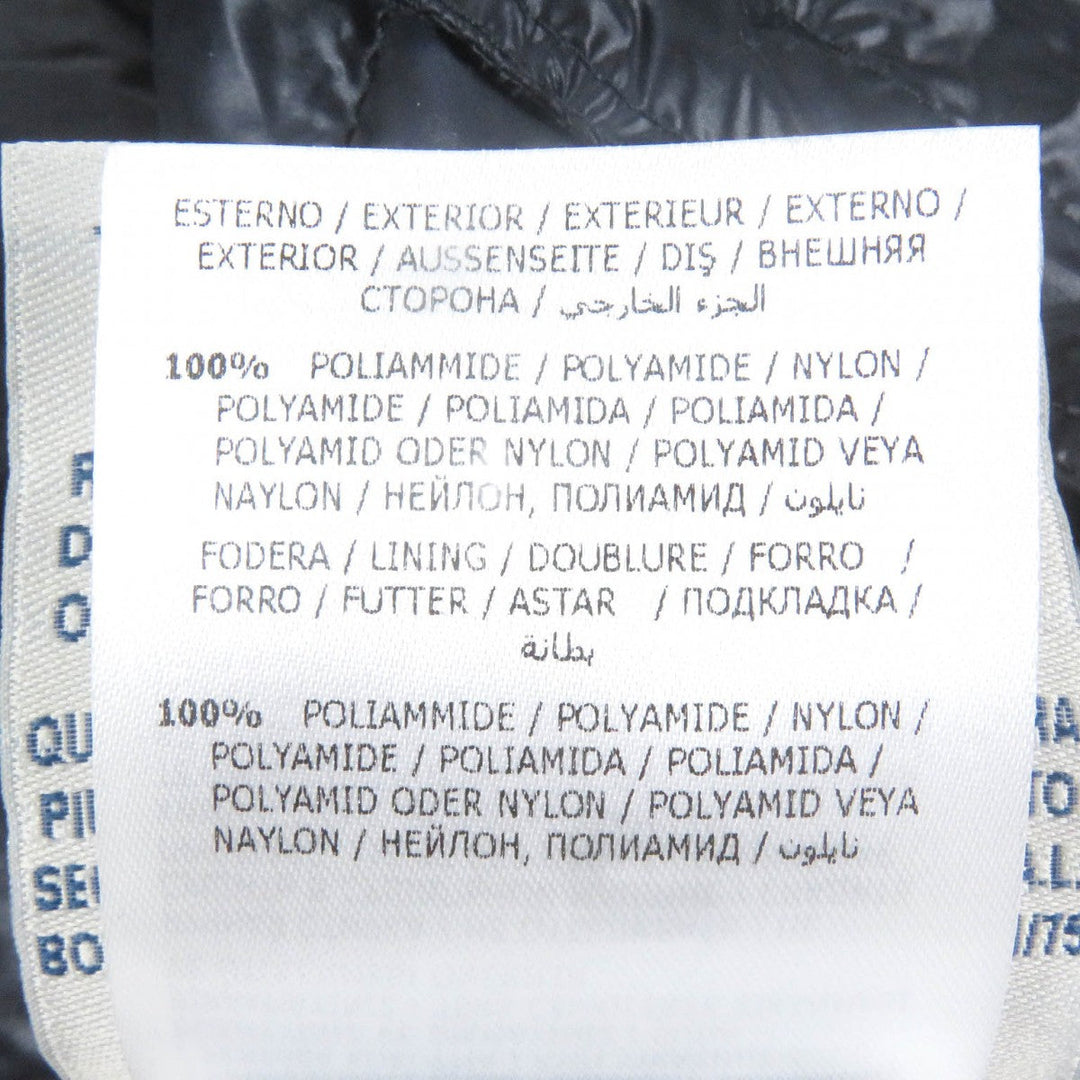 ESTERNO / EXTERIOR / EXTERIEUR / EXTERNO /
EXTERIOR / AUSSENSEITE / DIŞ / ВНЕШНЯЯ
СТОРОНА / الجزء الخارجي
100% POLIAMMIDE / POLYAMIDE / NYLON /
POLYAMIDE / POLIAMIDA / POLIAMIDA /
POLYAMID ODER NYLON / POLYAMID VEYA
NAYLON / НЕЙЛОН, ПОЛИАМИД / نايلون
FODERA / LINING / DOUBLURE / FORRO /
FORRO / FUTTER / ASTAR / ПОДКЛАДКА /
بطانة
100% POLIAMMIDE / POLYAMIDE / NYLON /
POLYAMIDE / POLIAMIDA / POLIAMIDA /
POLYAMID ODER NYLON / POLYAMID VEYA
NAYLON / НЕЙЛОН, ПОЛИАМИД / نايلون